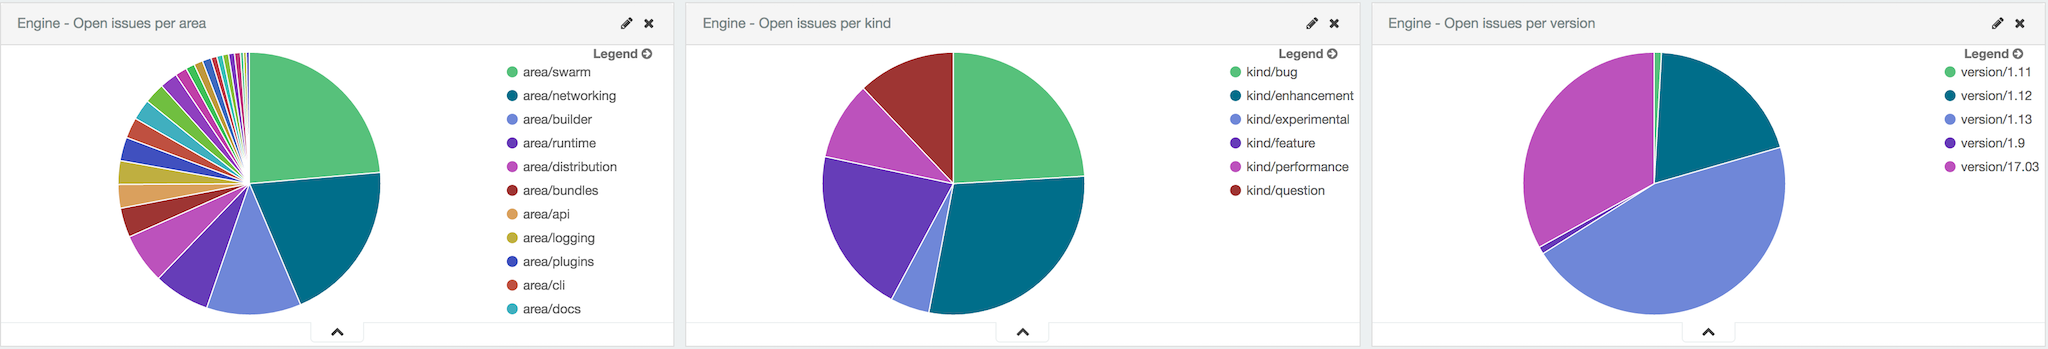 Engine - Open issues per area
Legend
area/swarm
area/networking
area/builder
area/runtime
area/distribution
area/bundles
area/api
area/logging
area/plugins
area/cli
area/docs
Engine - Open issues per kind
Legend
kind/bug
kind/enhancement
kind/experimental
kind/feature
kind/performance
kind/question
Engine - Open issues per version
Legend
version/1.11
version/1.12
version/1.13
version/1.9
version/17.03